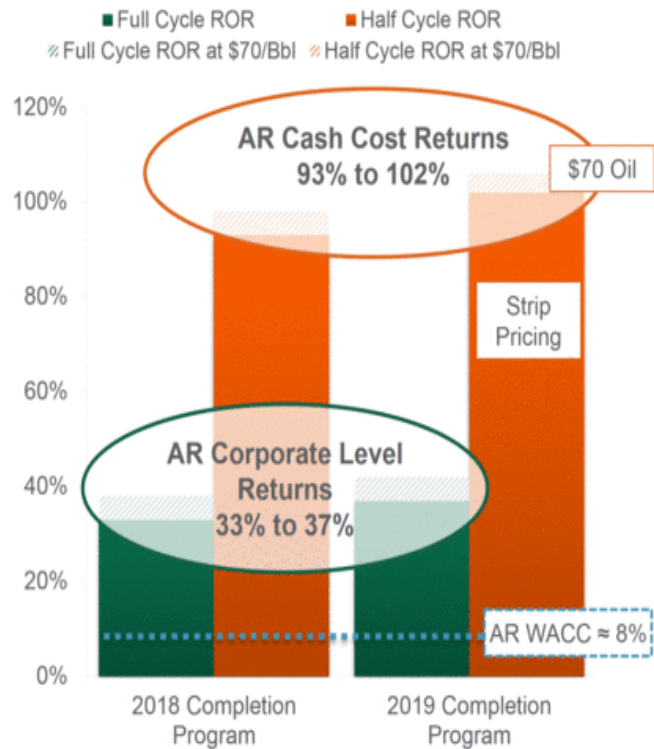 Full Cycle ROR
Half Cycle ROR
Full Cycle ROR at $70/Bbl
Half Cycle ROR at $70/Bbl
120%
100%
80%
60%
40%
20%
0%
AR Cash Cost Returns
93% to 102%
$70 Oil
Strip
Pricing
AR Corporate Level
Returns
33% to 37%
AR WACC ≈ 8%
2018 Completion
Program
2019 Completion
Program